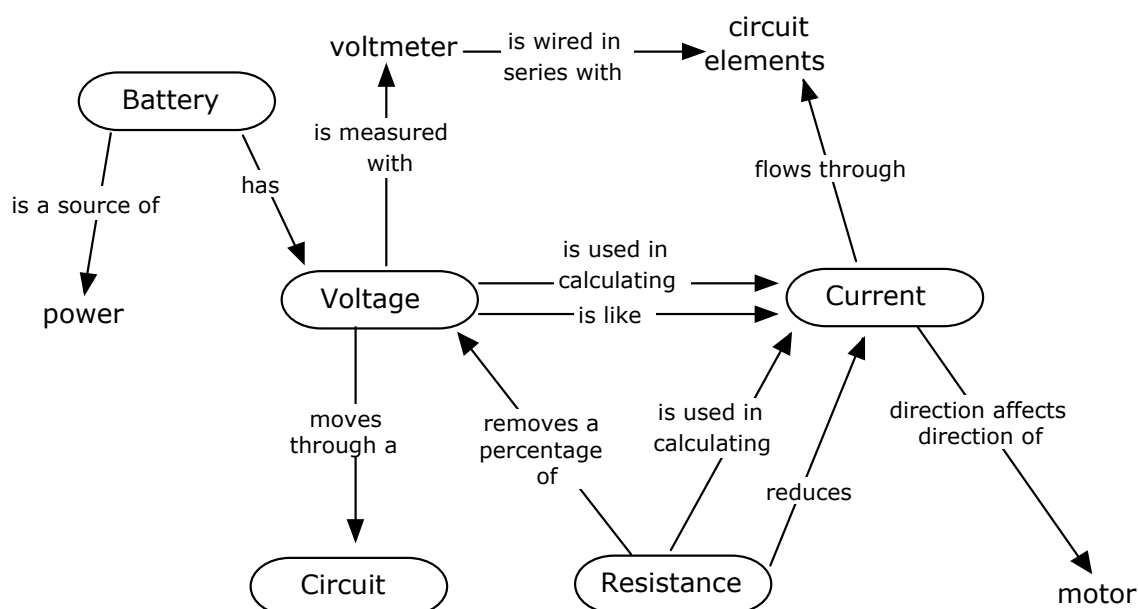 voltmeter
is wired in
series with
circuit
elements
Battery
is measured
with
flows through
has
is a source of
is used in
calculating
Voltage
Current
is like
power
moves
through a
removes a
percentage
of
is used in
calculating
direction affects
direction of
reduces
Circuit
Resistance
motor